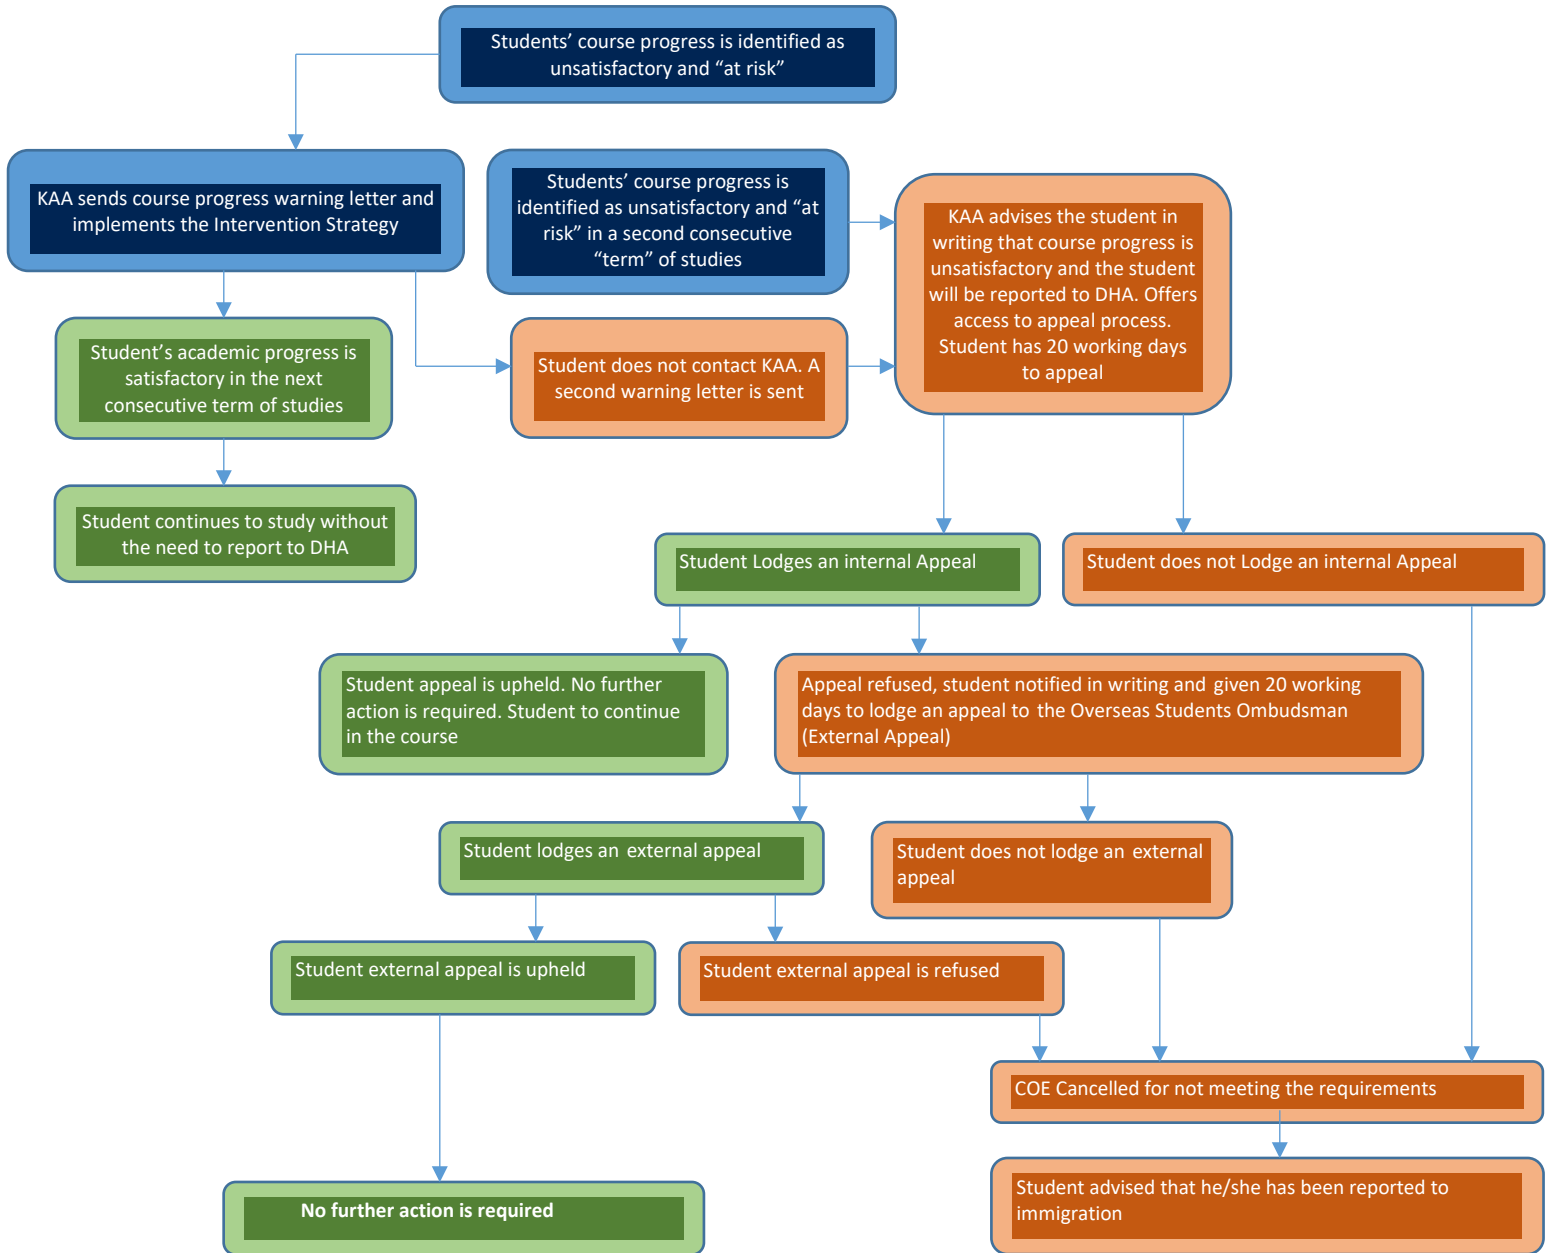 Students’ course progress is identified as
unsatisfactory and “at risk”
KAA sends course progress warning letter and
implements the Intervention Strategy
Students’ course progress is
identified as unsatisfactory and “at
risk” in a second consecutive
“term” of studies
KAA advises the student in
writing that course progress is
unsatisfactory and the student
will be reported to DHA. Offers
access to appeal process.
Student has 20 working days
to appeal
Student’s academic progress is
satisfactory in the next
consecutive term of studies
Student does not contact KAA. A
second warning letter is sent
Student continues to study without
the need to report to DHA
Student Lodges an internal Appeal
Student does not Lodge an internal Appeal
Student appeal is upheld. No further
action is required. Student to continue
in the course
Appeal refused, student notified in writing and given 20 working
days to lodge an appeal to the Overseas Students Ombudsman
(External Appeal)
Student lodges an external appeal
Student does not lodge an external
appeal
Student external appeal is upheld
Student external appeal is refused
COE Cancelled for not meeting the requirements
Student advised that he/she has been reported to
immigration
No further action is required